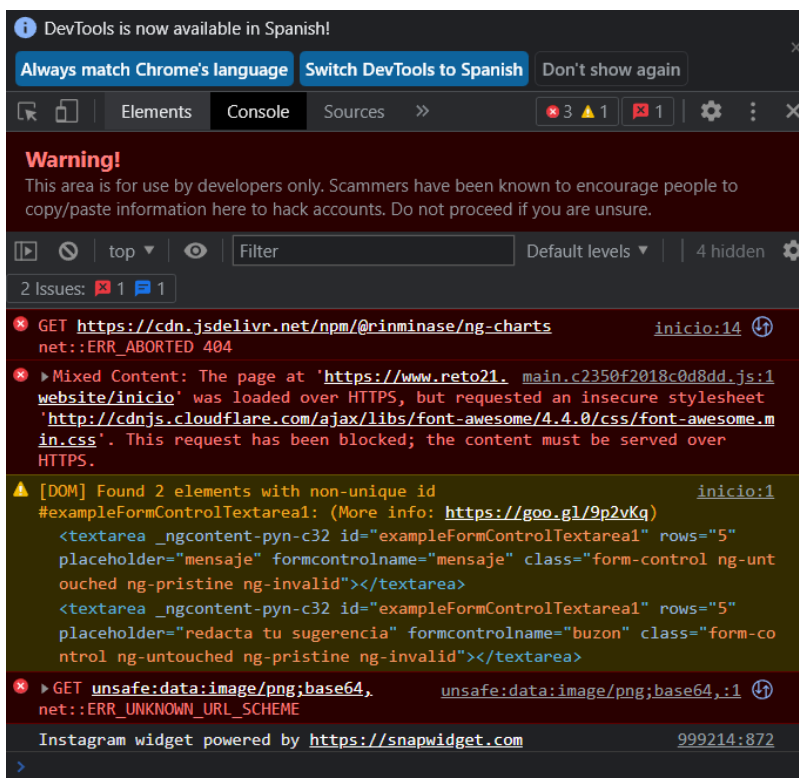 DevTools is now available in Spanish!
Always match Chrome's language Switch DevTools to Spanish Don't show again
Elements Console Sources » 3 1 1
Warning!
This area is for use by developers only. Scammers have been known to encourage people to
copy/paste information here to hack accounts. Do not proceed if you are unsure.
top ▼ Filter Default levels ▼ 4 hidden
2 Issues: 1 1
GET https://cdn.jsdelivr.net/npm/@rinminase/ng-charts inicio:14
net::ERR_ABORTED 404
▶Mixed Content: The page at 'https://www.reto21. main.c2350f2018c0d8dd.js:1
website/inicio' was loaded over HTTPS, but requested an insecure stylesheet
'http://cdnjs.cloudflare.com/ajax/libs/font-awesome/4.4.0/css/font-awesome.m
in.css'. This request has been blocked; the content must be served over
HTTPS.
[DOM] Found 2 elements with non-unique id inicio:1
#exampleFormControlTextarea1: (More info: https://goo.gl/9p2vKq)
<textarea _ngcontent-pyn-c32 id="exampleFormControlTextarea1" rows="5"
placeholder="mensaje" formcontrolname="mensaje" class="form-control ng-unt
ouched ng-pristine ng-invalid"></textarea>
<textarea _ngcontent-pyn-c32 id="exampleFormControlTextarea1" rows="5"
placeholder="redacta tu sugerencia" formcontrolname="buzon" class="form-co
ntrol ng-untouched ng-pristine ng-invalid"></textarea>
▶GET unsafe:data:image/png;base64, unsafe:data:image/png;base64,:1
net::ERR_UNKNOWN_URL_SCHEME
Instagram widget powered by https://snapwidget.com 999214:872